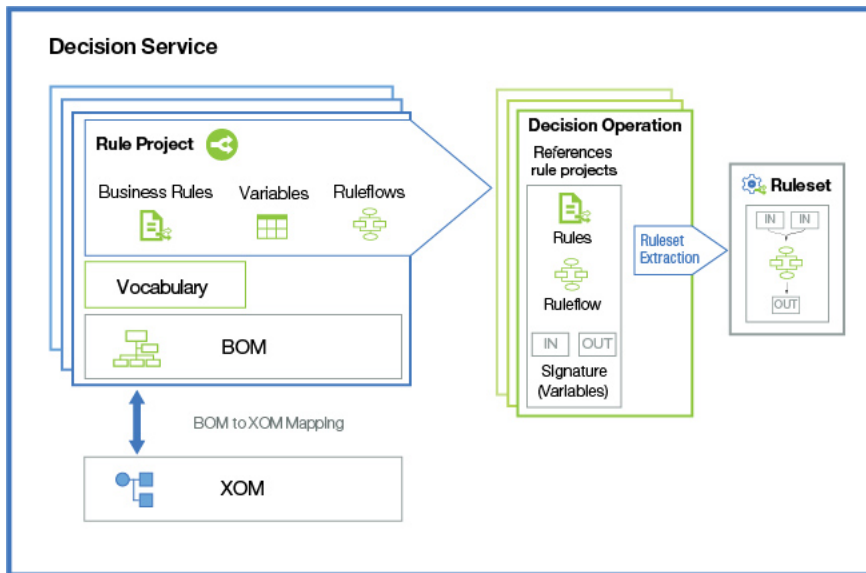 Decision Service
Rule Project
Business Rules
Variables
Ruleflows
Vocabulary
BOM
BOM to XOM Mapping
XOM
Decision Operation
References
rule projects
Rules
Ruleflow
IN
OUT
Signature
(Variables)
Ruleset
Extraction
Ruleset
IN
IN
OUT